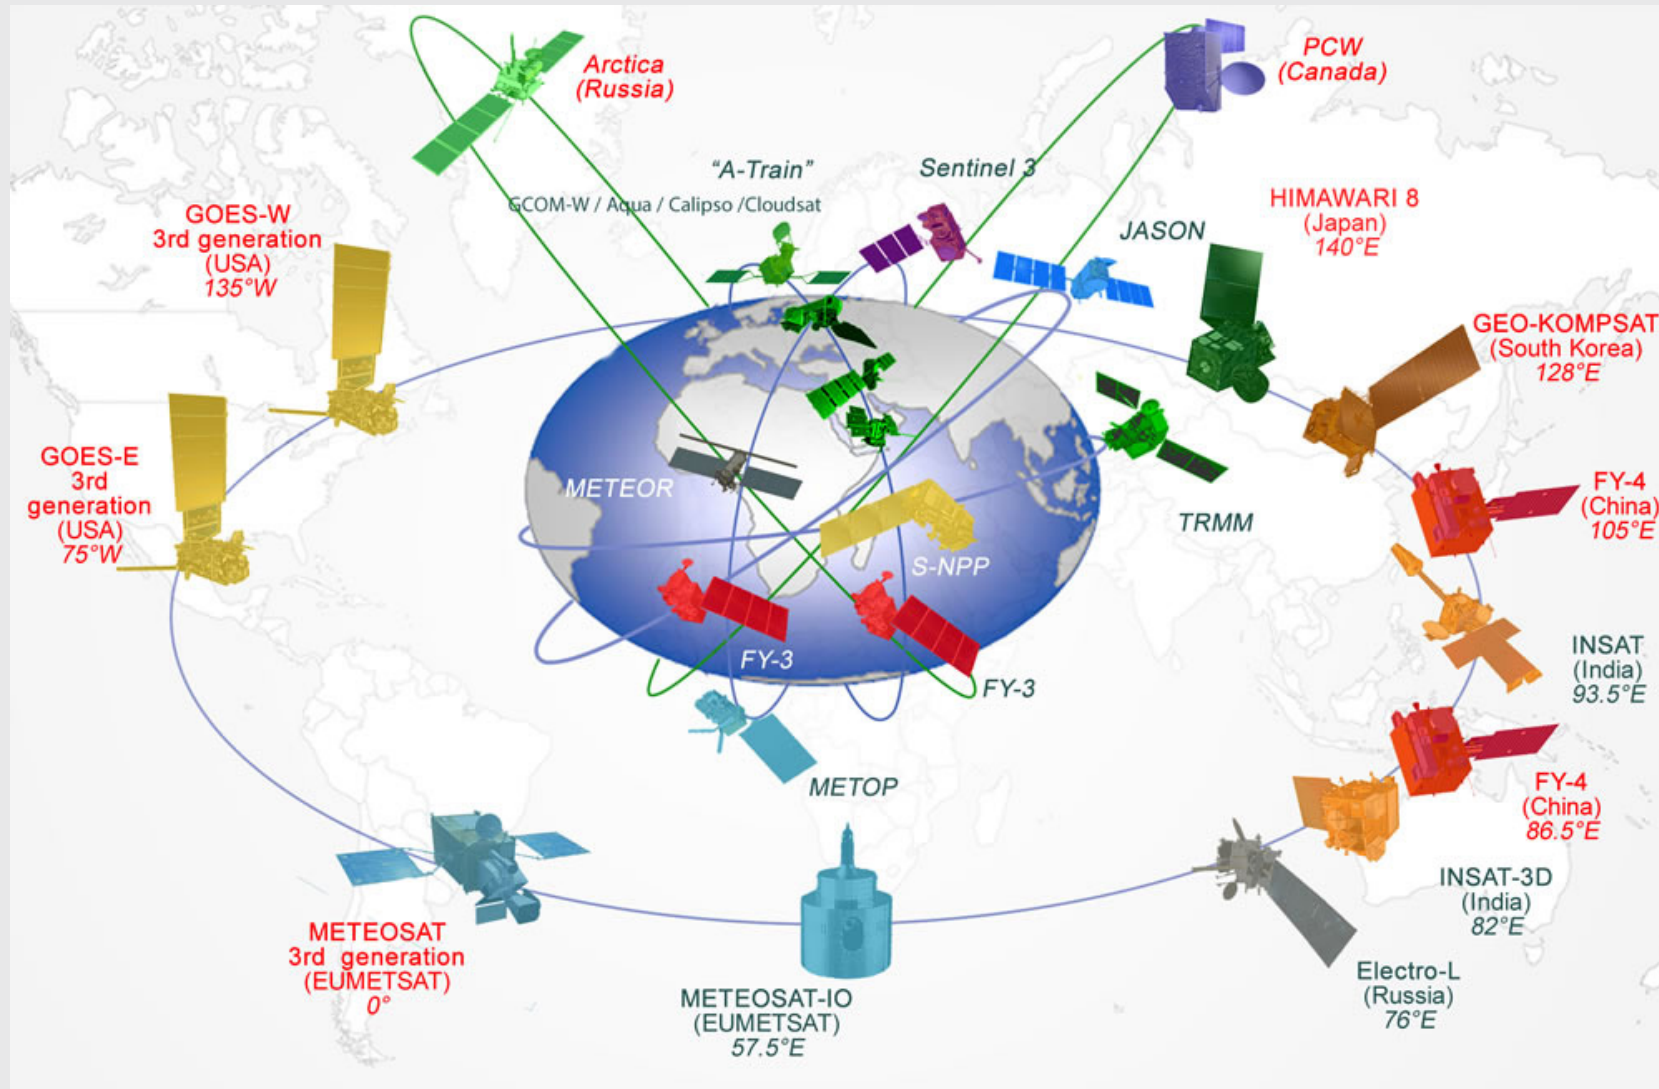 Arctica
(Russia)
PCW
(Canada)
"A-Train"
GCOM-W / Aqua / Calipso /Cloudsat
Sentinel 3
JASON
HIMAWARI 8
(Japan)
140°E
GOES-W
3rd generation
(USA)
135°W
GEO-KOMPSAT
(South Korea)
128°E
GOES-E
3rd
generation
(USA)
75°W
METEOR
FY-4
(China)
105°E
TRMM
S-NPP
INSAT
(India)
93.5°E
FY-3
FY-3
METOP
FY-4
(China)
86.5°E
INSAT-3D
(India)
82°E
METEOSAT
3rd generation
(EUMETSAT)
0°
Electro-L
(Russia)
76°E
METEOSAT-IO
(EUMETSAT)
57.5°E